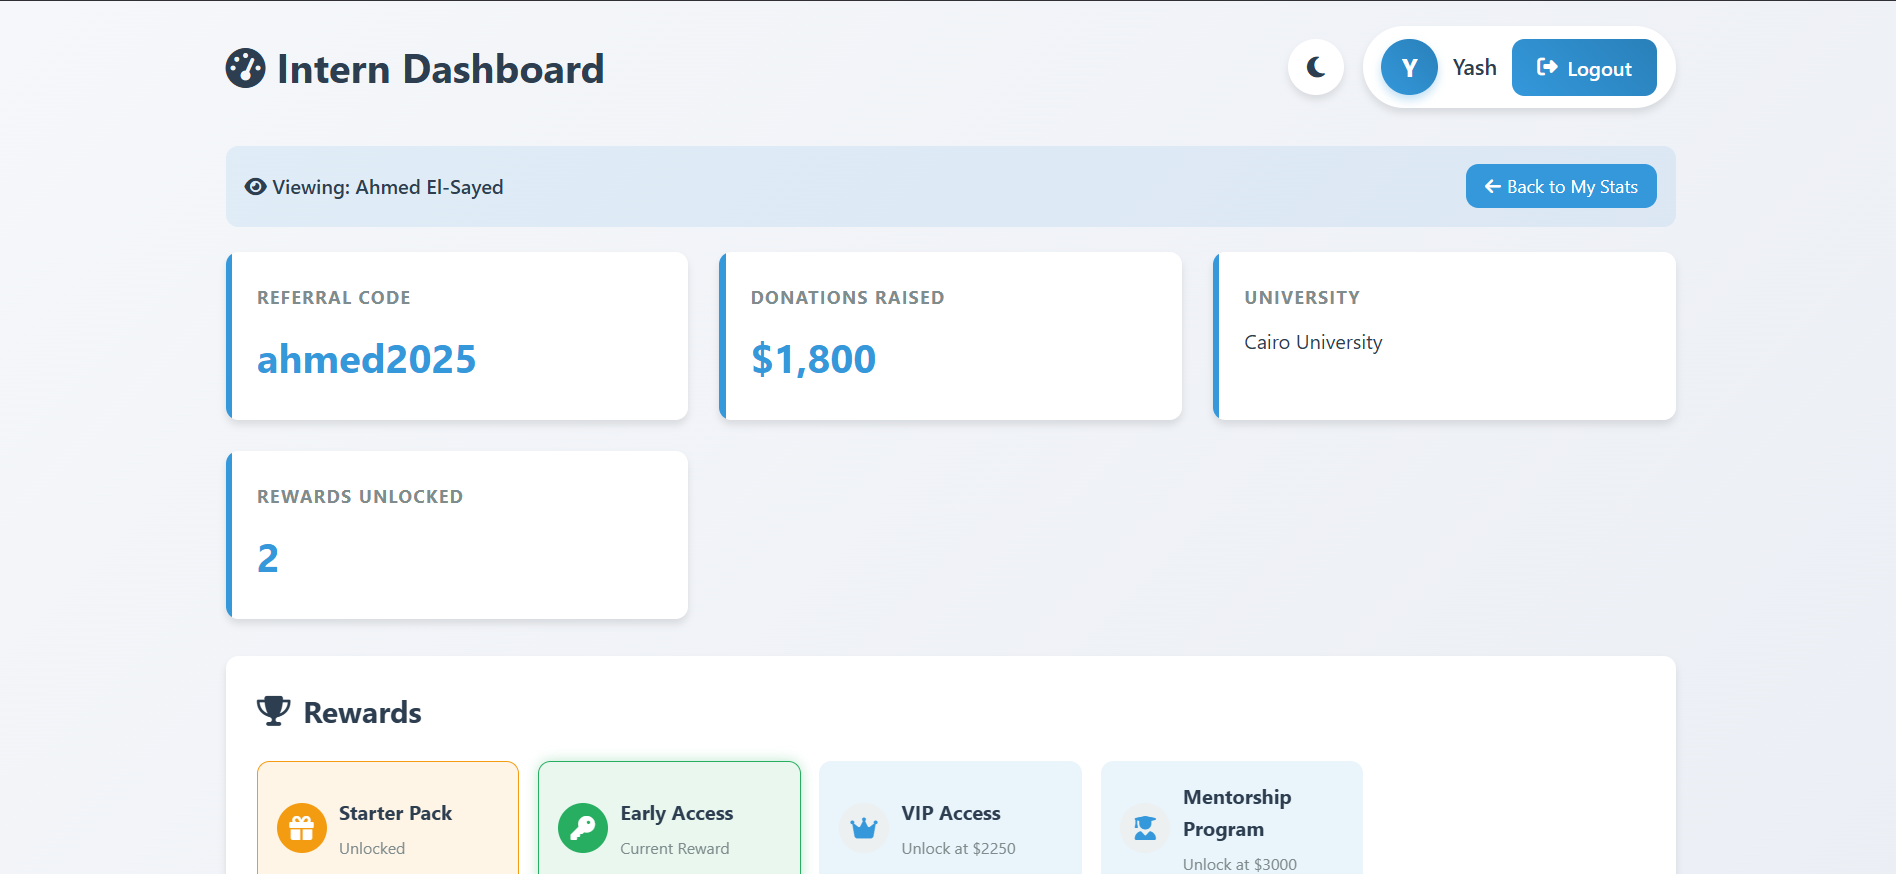 Intern Dashboard
Y
Yash
Logout
Viewing: Ahmed El-Sayed
Back to My Stats
REFERRAL CODE
ahmed2025
DONATIONS RAISED
$1,800
UNIVERSITY
Cairo University
REWARDS UNLOCKED
2
Rewards
Starter Pack
Unlocked
Early Access
Current Reward
VIP Access
Unlock at $2250
Mentorship
Program
Unlock at $3000